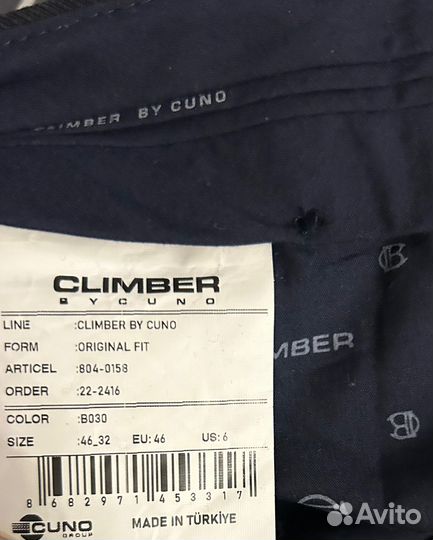 CLIMBER BY CUNO
CLIMBER
BY CUNO
LINE :CLIMBER BY CUNO
FORM :ORIGINAL FIT
ARTICEL :804-0158
ORDER :22-2416
COLOR :B030
SIZE :46_32 EU: 46 US: 6
8 682971 453317
CUNO
GROUP
MADE IN TÜRKİYE
MBER
Avito